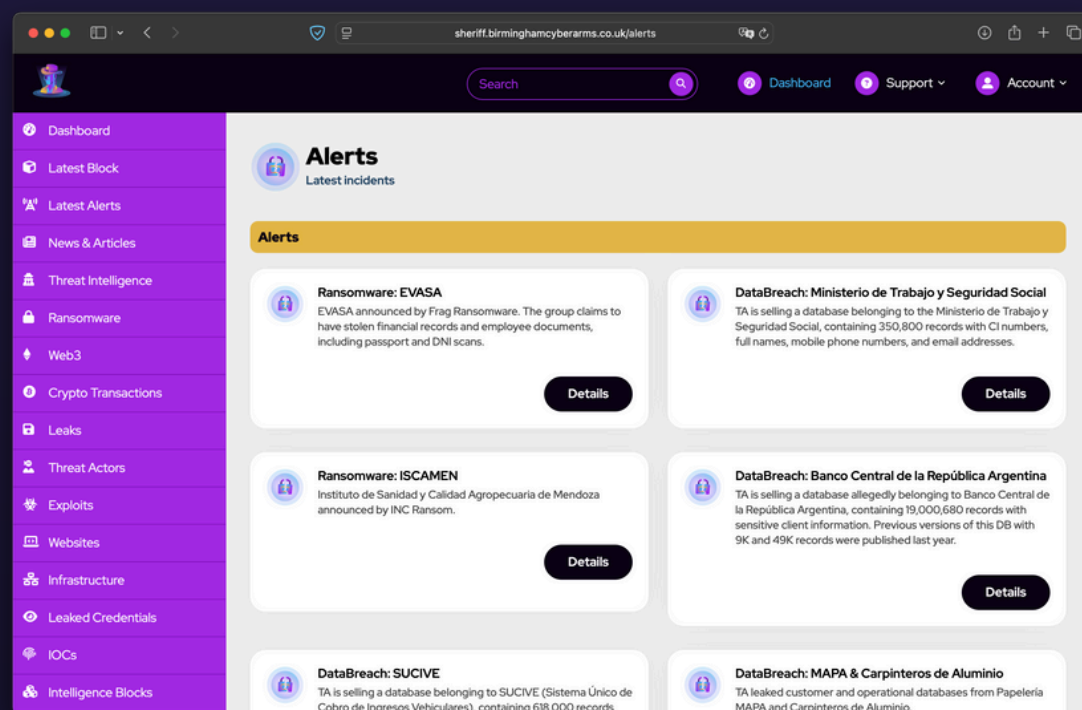 sheriff.birminghamcyberarms.co.uk/alerts
Search
Dashboard
Support
Account
Dashboard
Latest Block
Latest Alerts
News & Articles
Threat Intelligence
Ransomware
Web3
Crypto Transactions
Leaks
Threat Actors
Exploits
Websites
Infrastructure
Leaked Credentials
IOCs
Intelligence Blocks
Alerts
Latest incidents
Alerts
Ransomware: EVASA
EVASA announced by Frag Ransomware. The group claims to
have stolen financial records and employee documents,
including passport and DNI scans.
Details
DataBreach: Ministerio de Trabajo y Seguridad Social
TA is selling a database belonging to the Ministerio de Trabajo y
Seguridad Social, containing 350,800 records with CI numbers,
full names, mobile phone numbers, and email addresses.
Details
Ransomware: ISCAMEN
Instituto de Sanidad y Calidad Agropecuaria de Mendoza
announced by INC Ransom.
Details
DataBreach: Banco Central de la República Argentina
TA is selling a database allegedly belonging to Banco Central de
la República Argentina, containing 19,000,680 records with
sensitive client information. Previous versions of this DB with
9K and 49K records were published last year.
Details
DataBreach: SUCIVE
TA is selling a database belonging to SUCIVE (Sistema Único de
Cobro de Ingresos Vehiculares), containing 618,000 records
DataBreach: MAPA & Carpinteros de Aluminio
TA leaked customer and operational databases from Papelería
MAPA and Carpinteros de Aluminio.